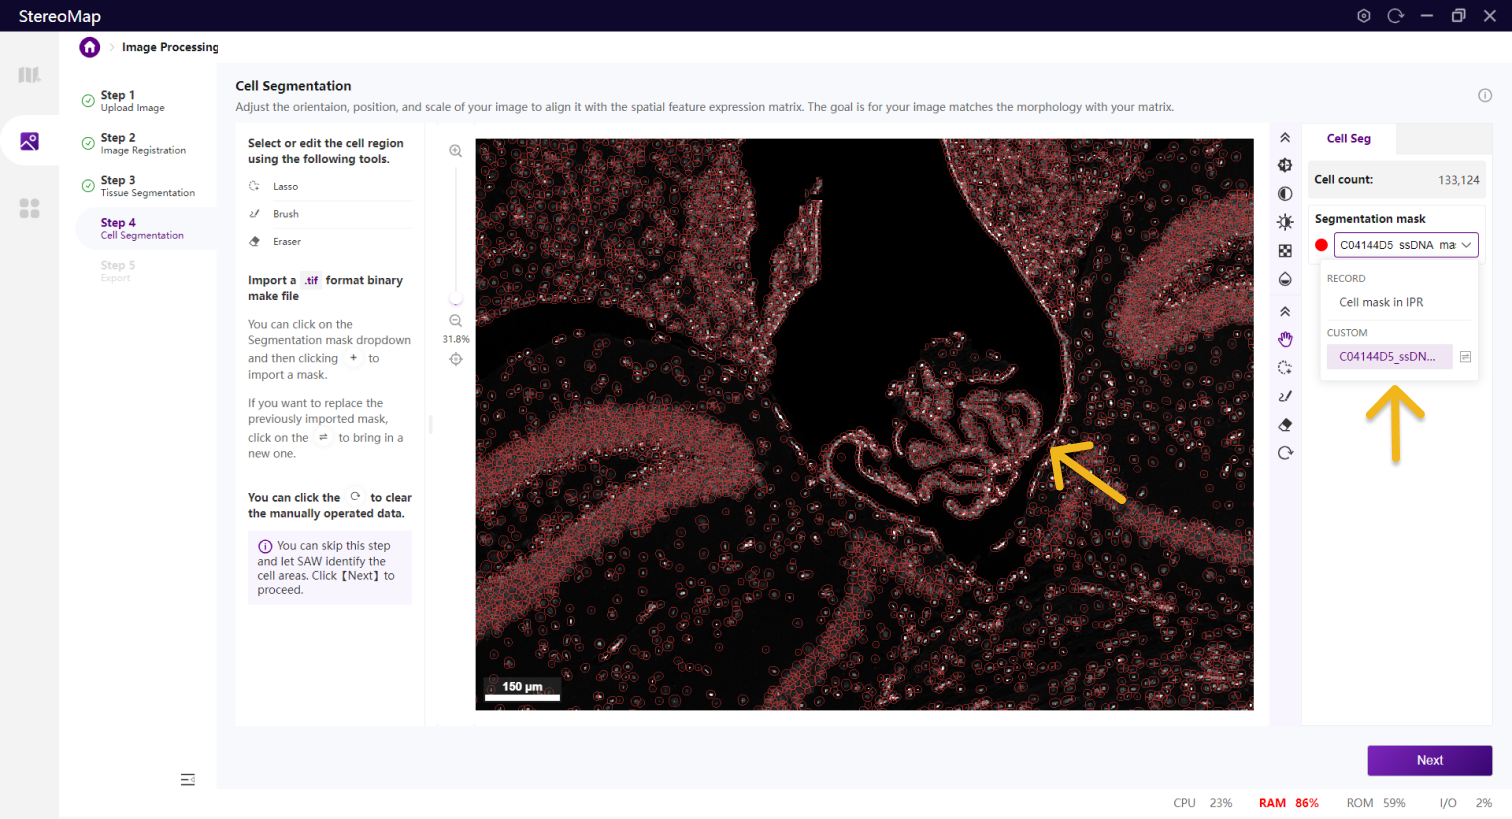 StereoMap
Image Processing
Step 1
Upload Image
Step 2
Image Registration
Step 3
Tissue Segmentation
Step 4
Cell Segmentation
Step 5
Export
Cell Segmentation
Adjust the orientaion, position, and scale of your image to align it with the spatial feature expression matrix. The goal is for your image matches the morphology with your matrix.
Select or edit the cell region
using the following tools.
Lasso
Brush
Eraser
Import a .tif format binary
make file
You can click on the
Segmentation mask dropdown
and then clicking + to
import a mask.
If you want to replace the
previously imported mask,
click on the ⇌ to bring in a
new one.
You can click the to clear
the manually operated data.
You can skip this step
and let SAW identify the
cell areas. Click【Next】to
proceed.
31.8%
150 μm
Cell Seg
Cell count: 133,124
Segmentation mask
C04144D5 ssDNA ma
RECORD
Cell mask in IPR
CUSTOM
C04144D5_ssDN...
Next
CPU 23% RAM 86% ROM 59% I/O 2%